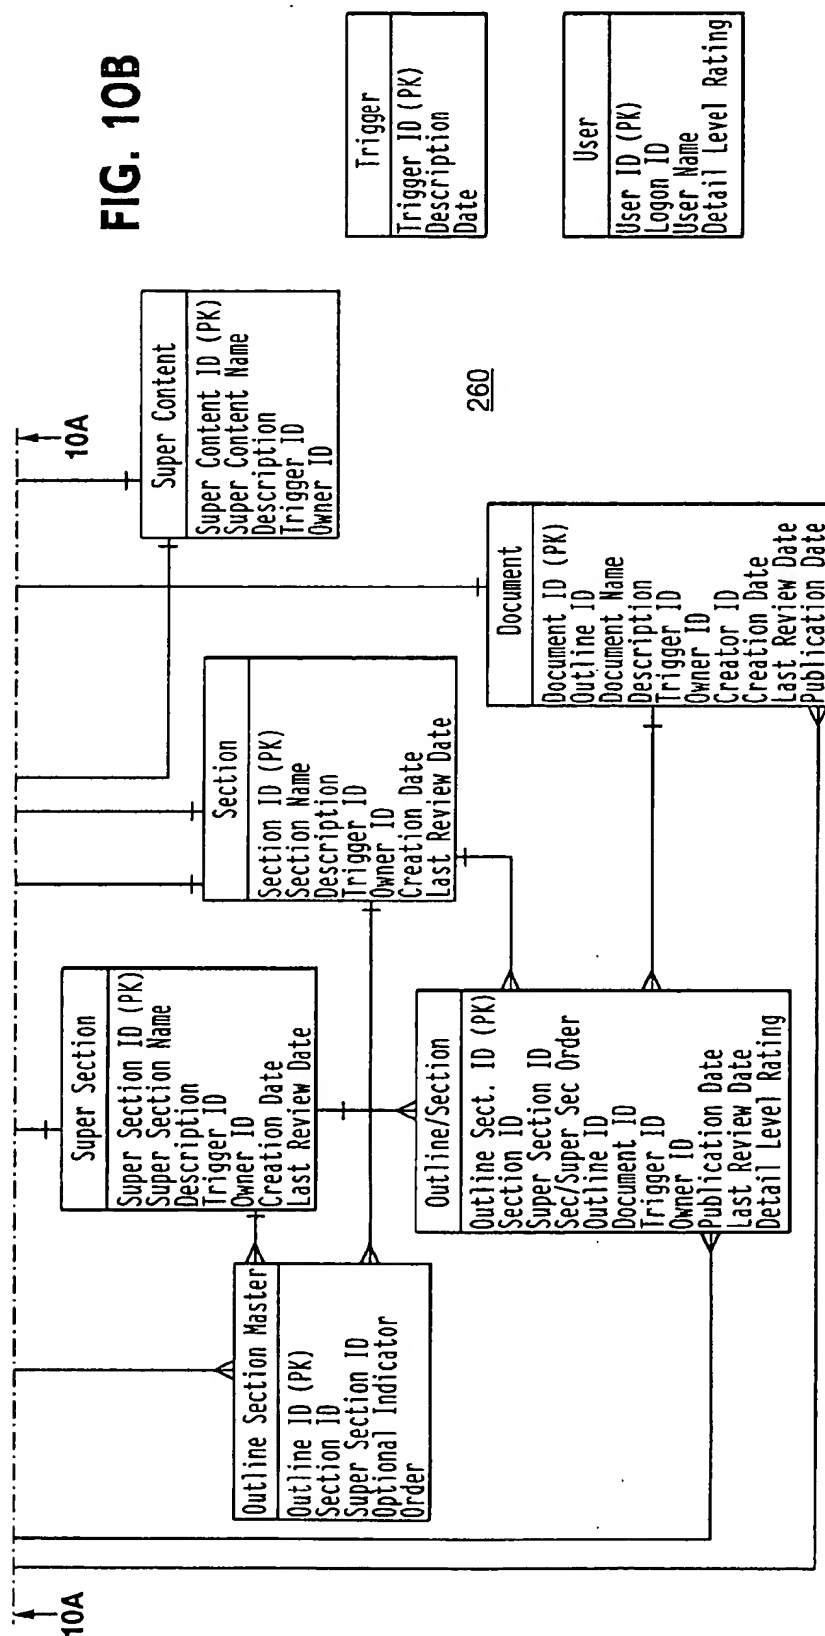 FIG. 10B
10A
10A
260
Outline Section Master
Outline ID (PK)
Section ID
Super Section ID
Optional Indicator
Order
Super Section
Super Section ID (PK)
Super Section Name
Description
Trigger ID
Owner ID
Creation Date
Last Review Date
Section
Section ID (PK)
Section Name
Description
Trigger ID
Owner ID
Creation Date
Last Review Date
Super Content
Super Content ID (PK)
Super Content Name
Description
Trigger ID
Owner ID
Outline/Section
Outline Sect. ID (PK)
Section ID
Super Section ID
Sec/Super Sec Order
Outline ID
Document ID
Trigger ID
Owner ID
Publication Date
Last Review Date
Detail Level Rating
Document
Document ID (PK)
Outline ID
Document Name
Description
Trigger ID
Owner ID
Creator ID
Creation Date
Last Review Date
Publication Date
Trigger
Trigger ID (PK)
Description
Date
User
User ID (PK)
Logon ID
User Name
Detail Level Rating